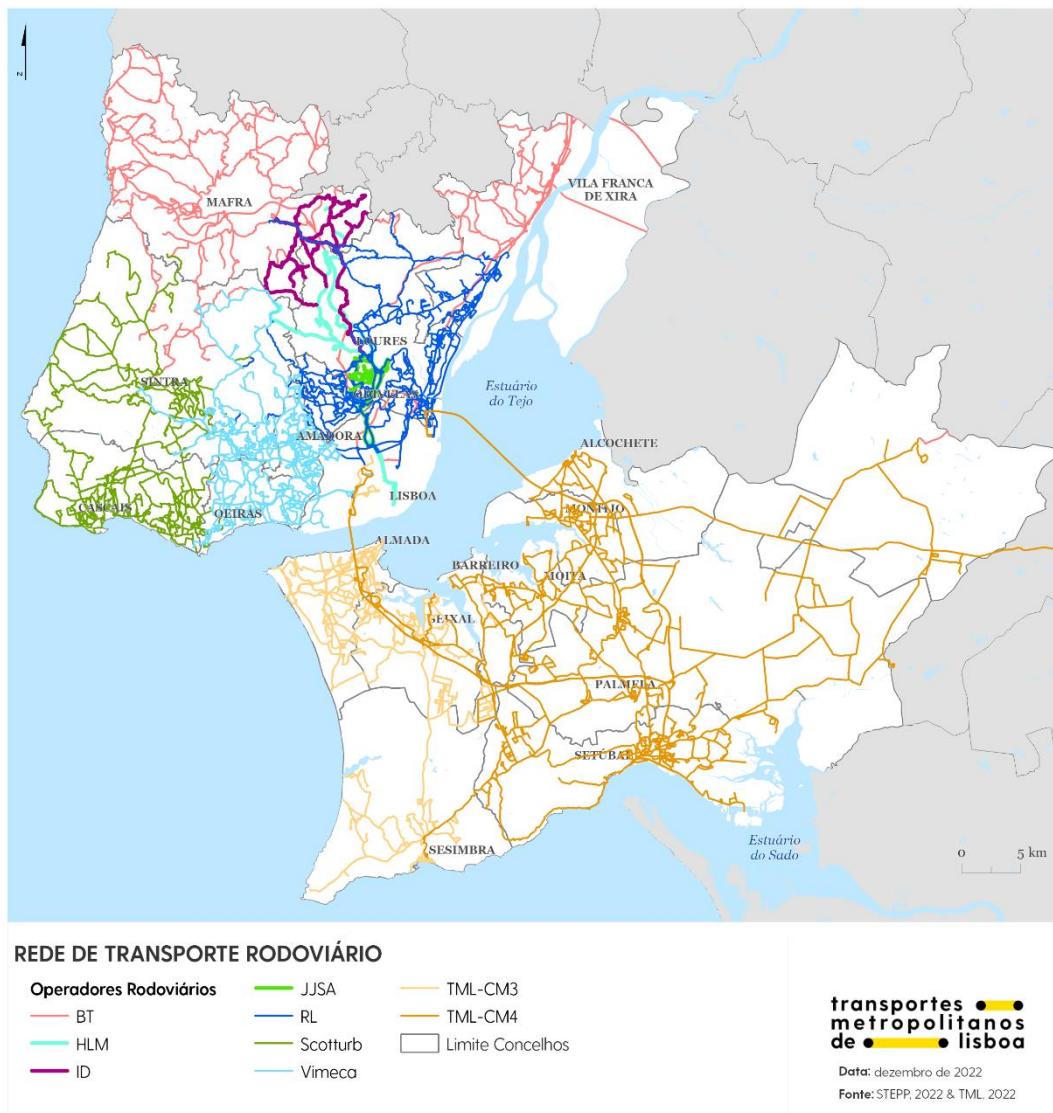 N
MAFRA
VILA FRANCA
DE XIRA
LOURES
SINTRA
ODIVELAS
AMADORA
Estuário
do Tejo
ALCOCHETE
LISBOA
CASCAIS
OEIRAS
MONTIJO
ALMADA
BARREIRO
MOITA
SEIXAL
PALMELA
SETÚBAL
SESIMBRA
Estuário
do Sado
0 5 km
REDE DE TRANSPORTE RODOVIÁRIO
Operadores Rodoviários
BT
HLM
ID
JJSA
RL
Scotturb
Vimeca
TML-CM3
TML-CM4
Limite Concelhos
transportes
metropolitanos
de lisboa
Data: dezembro de 2022
Fonte: STEPP, 2022 & TML. 2022